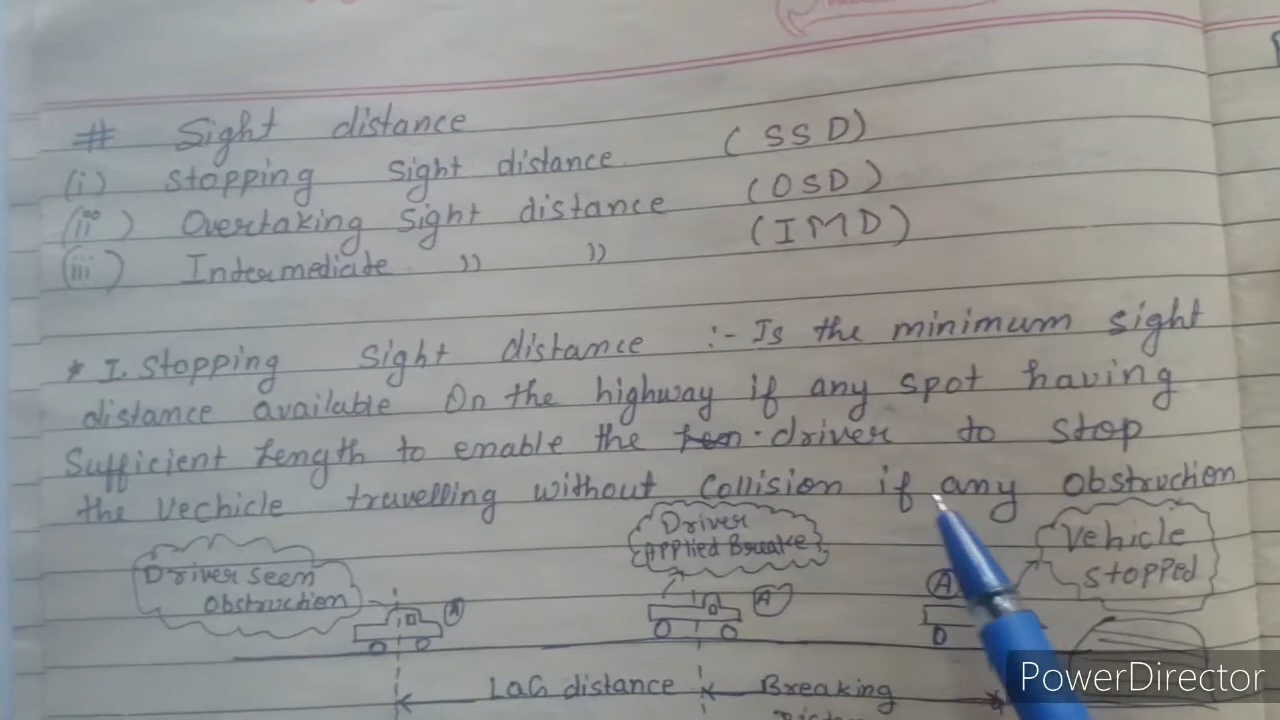 # Sight distance
(i) Stopping Sight distance (SSD)
(ii) Overtaking Sight distance (OSD)
(iii) Intermediate " " (IMD)
* I. Stopping Sight distance :- Is the minimum sight
distance available On the highway if any spot having
Sufficient Length to enable the driver to stop
the Vechicle travelling without Collision if any obstruction
Driver seen
obstruction
A
Driver
Applied Breake
A
A
Vehicle
stopped
LaG distance
Breaking
PowerDirector